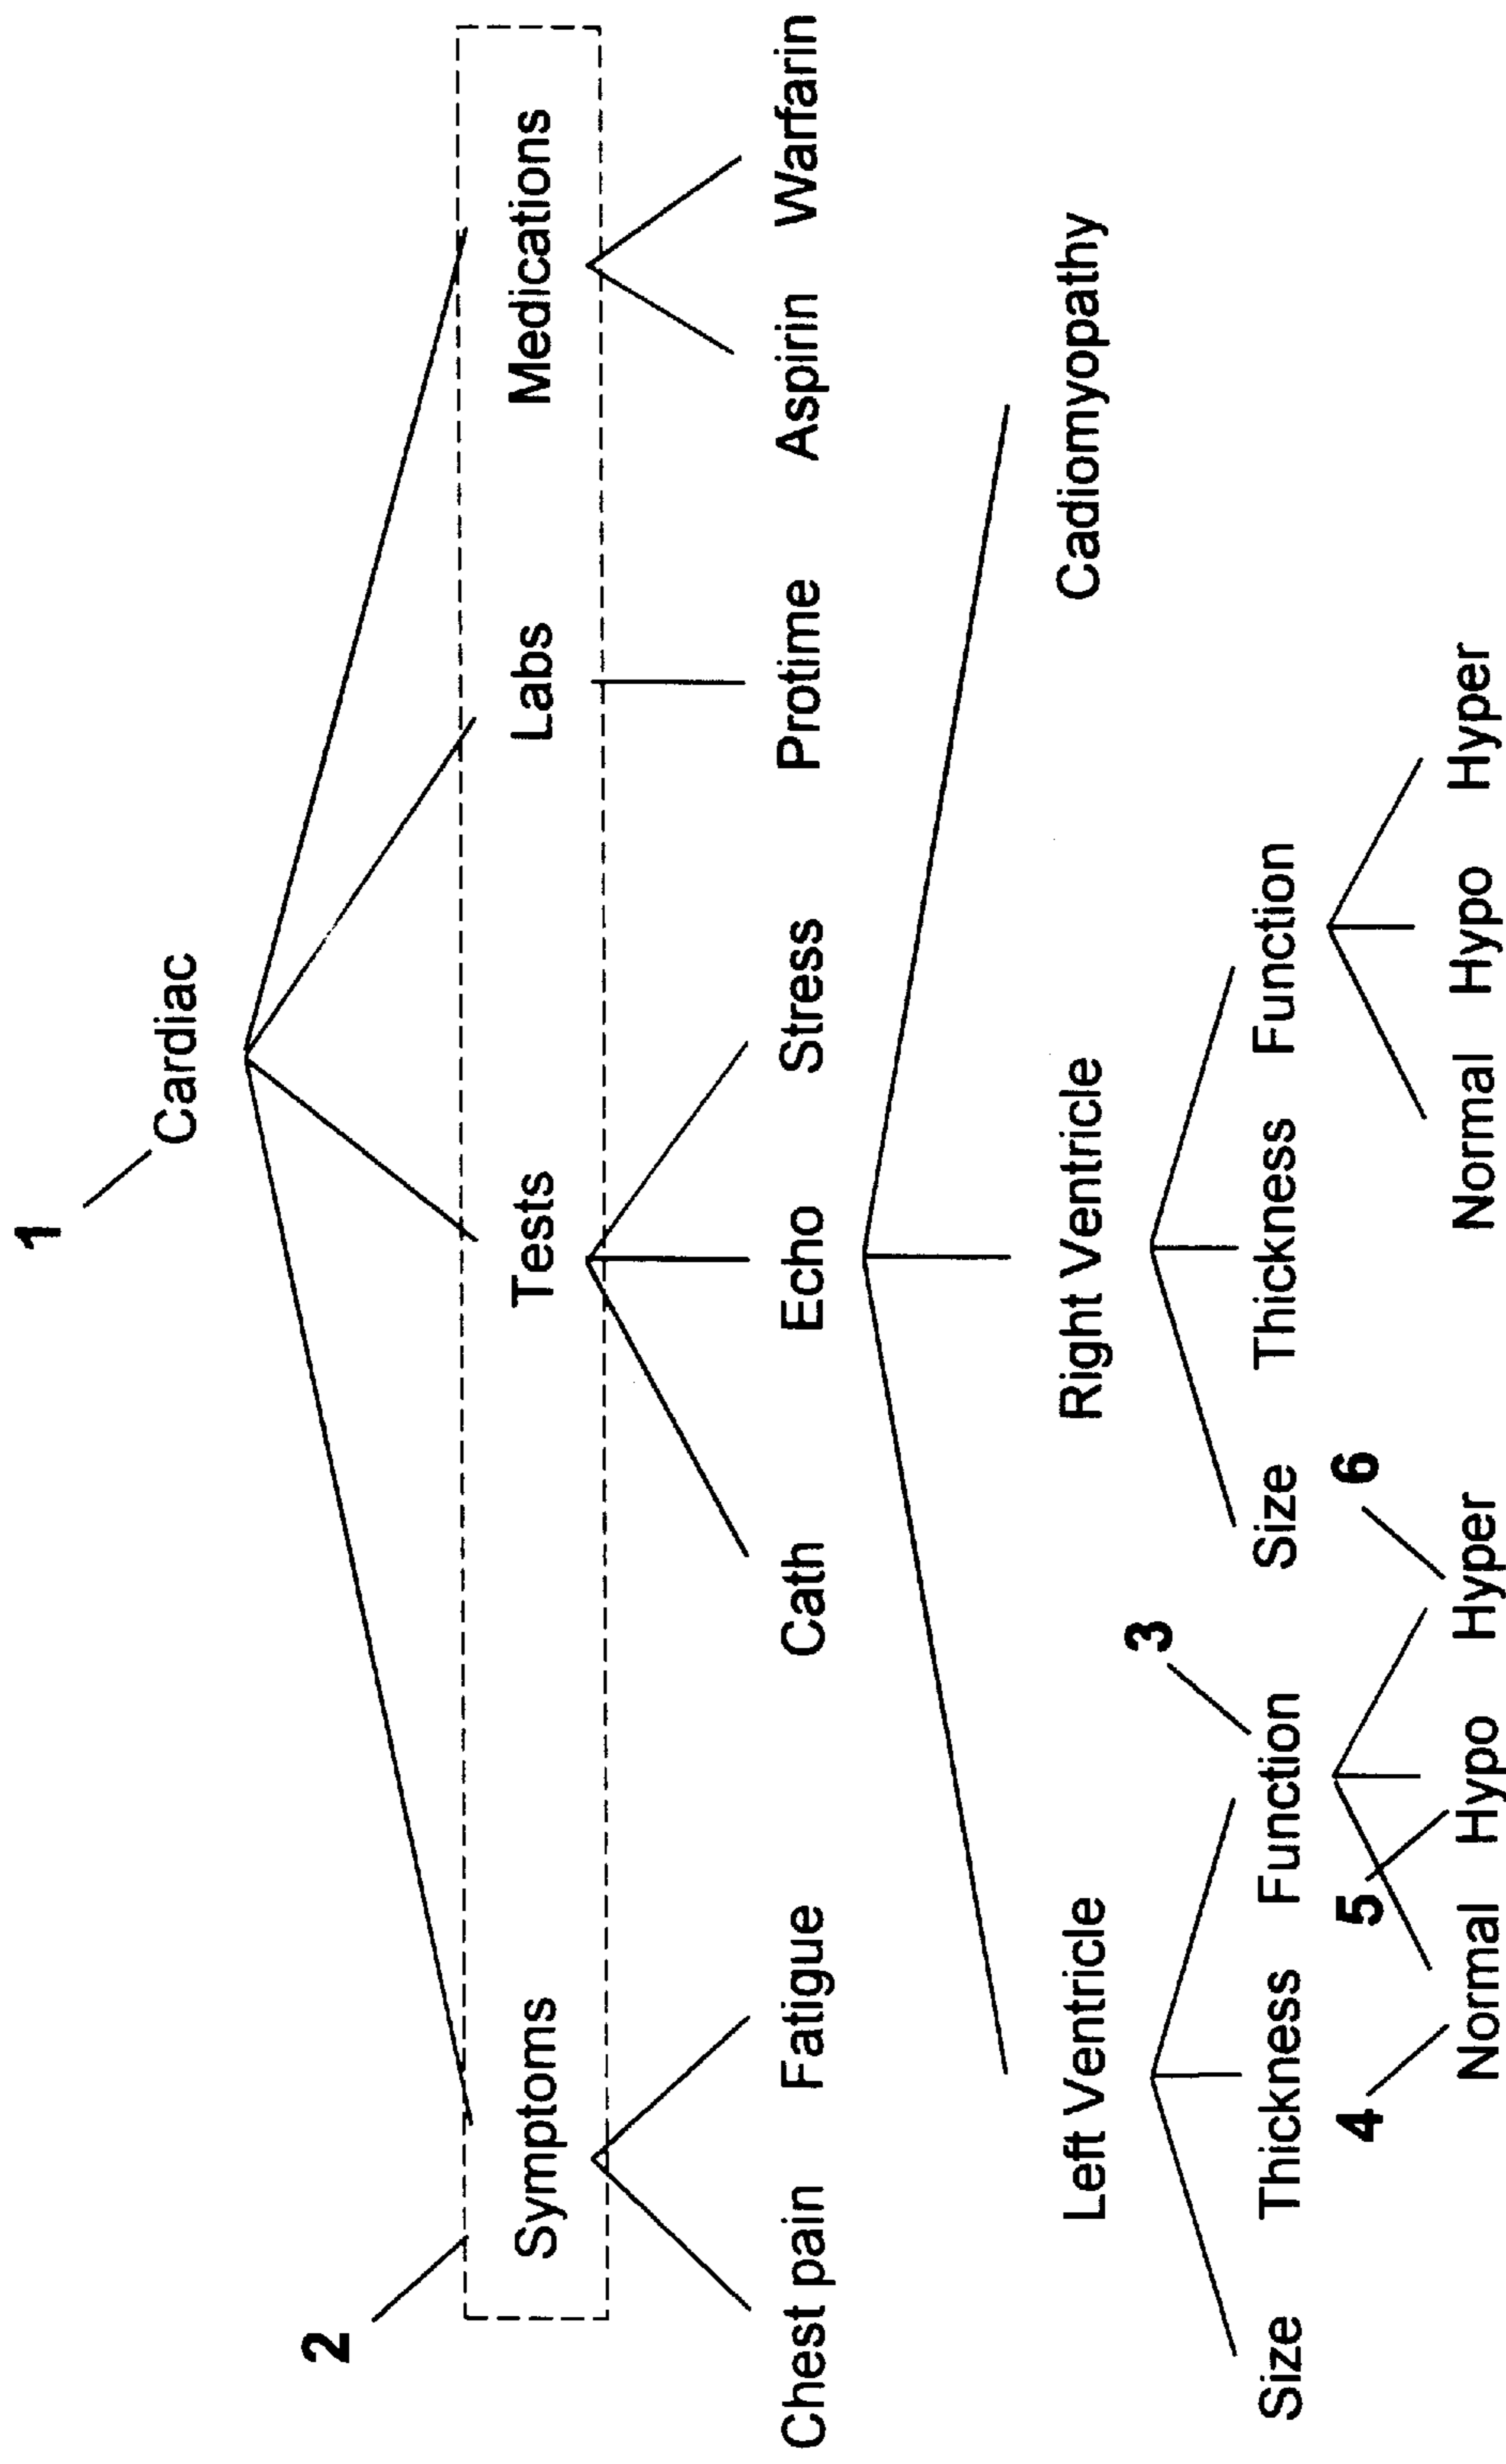 1
Cardiac
2
Symptoms Tests Labs Medications
Chest pain Fatigue Cath Echo Stress Protime Aspirin Warfarin
Left Ventricle Right Ventricle Cadiomyopathy
3
Size Thickness Function Size Thickness Function
4 5 6
Normal Hypo Hyper Normal Hypo Hyper